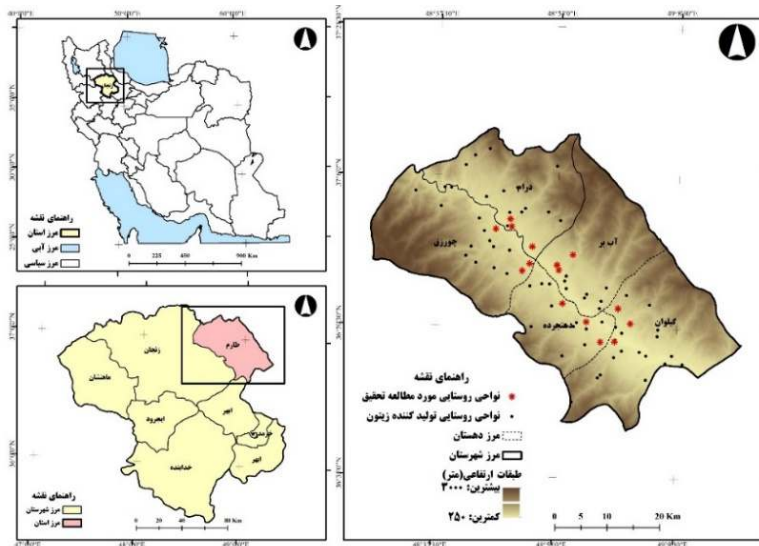 راهنمای نقشه
مرز استان
مرز آبی
مرز سیاسی
0 225 450 900 Km
زنجان
طارم
ماهنشان
ایجرود
ابهر
خرمدره
خدابنده
ابهر
راهنمای نقشه
مرز شهرستان
مرز استان
0 20 40 80 Km
درام
آب بر
چورزق
گیلوان
دهنجرده
راهنمای نقشه
نواحی روستایی مورد مطالعه تحقیق
نواحی روستایی تولید کننده زیتون
مرز دهستان
مرز شهرستان
طبقات ارتفاعی(متر)
بیشترین: ۳۰۰۰
کمترین: ۲۵۰
0 5 10 20 Km